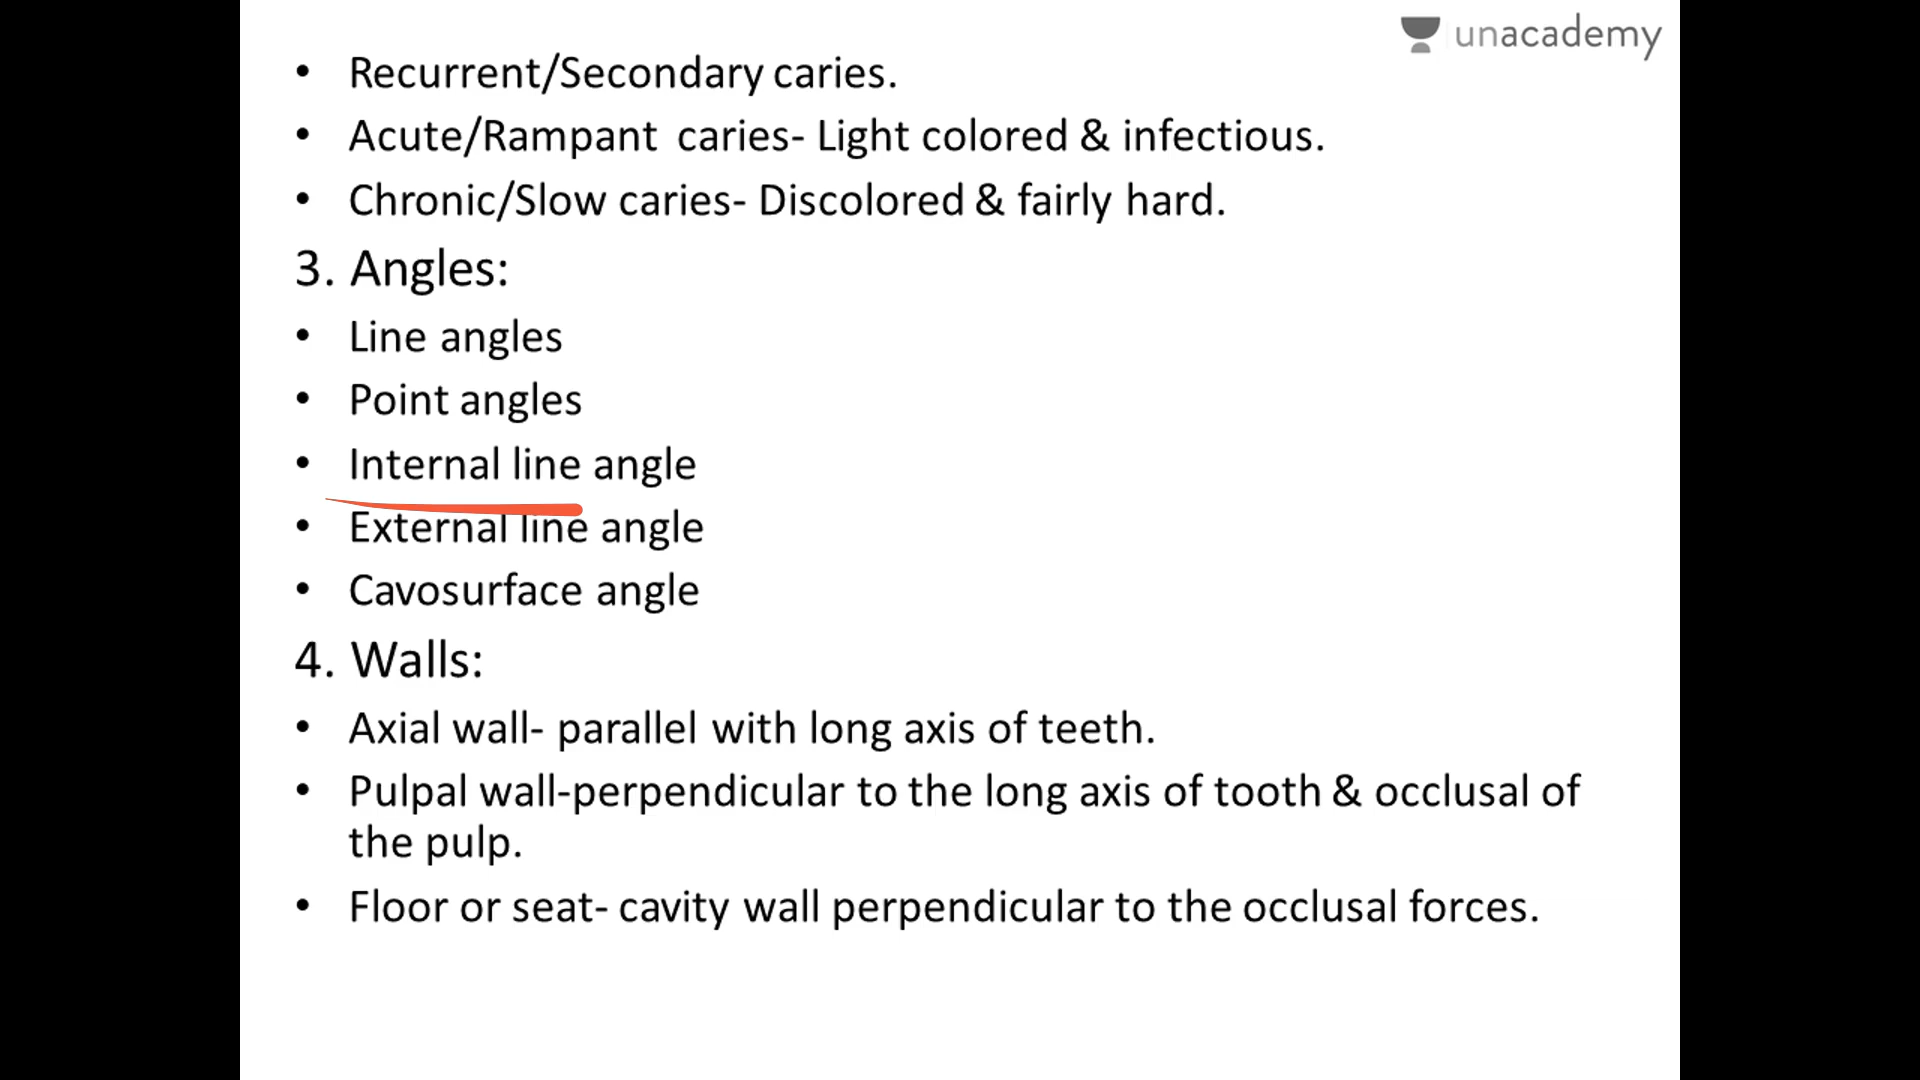 unacademy
• Recurrent/Secondary caries.
• Acute/Rampant caries- Light colored & infectious.
• Chronic/Slow caries- Discolored & fairly hard.
3. Angles:
• Line angles
• Point angles
• Internal line angle
• External line angle
• Cavosurface angle
4. Walls:
• Axial wall- parallel with long axis of teeth.
• Pulpal wall-perpendicular to the long axis of tooth & occlusal of
the pulp.
• Floor or seat- cavity wall perpendicular to the occlusal forces.